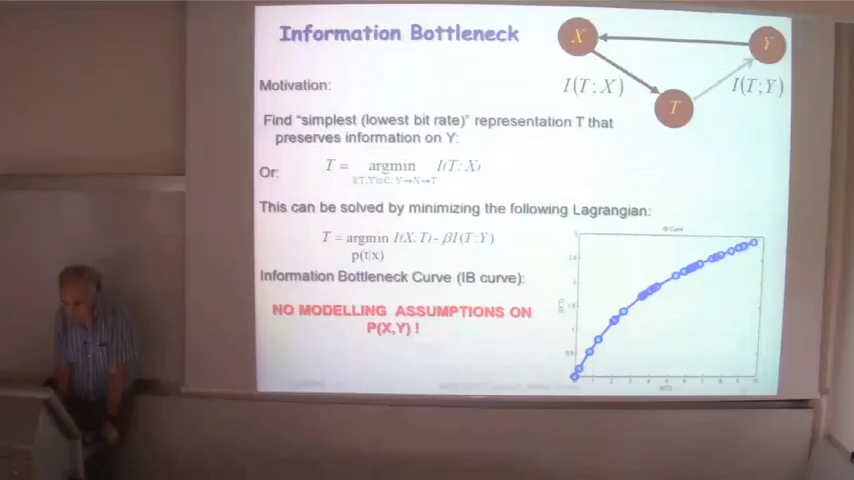 Information Bottleneck
X
Y
I(T;X)
I(T;Y)
T
Motivation:
Find "simplest (lowest bit rate)" representation T that
preserves information on Y:
Or:
T = argmin I(T;X)
This can be solved by minimizing the following Lagrangian:
T = argmin I(X;T) - βI(T;Y)
p(t|x)
Information Bottleneck Curve (IB curve):
NO MODELLING ASSUMPTIONS ON
P(X,Y) !
IB Curve